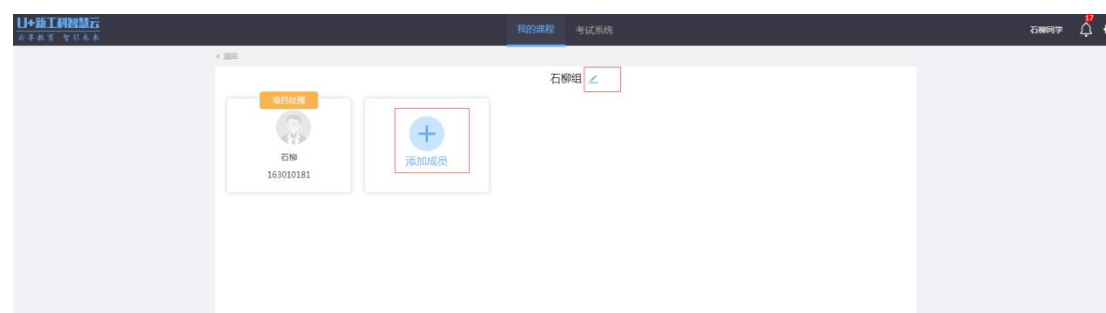 U+新工科智慧云
云享教育 智引未来
我的课程 考试系统
石柳同学
17
< 返回
石柳组
项目经理
石柳
163010181
添加成员